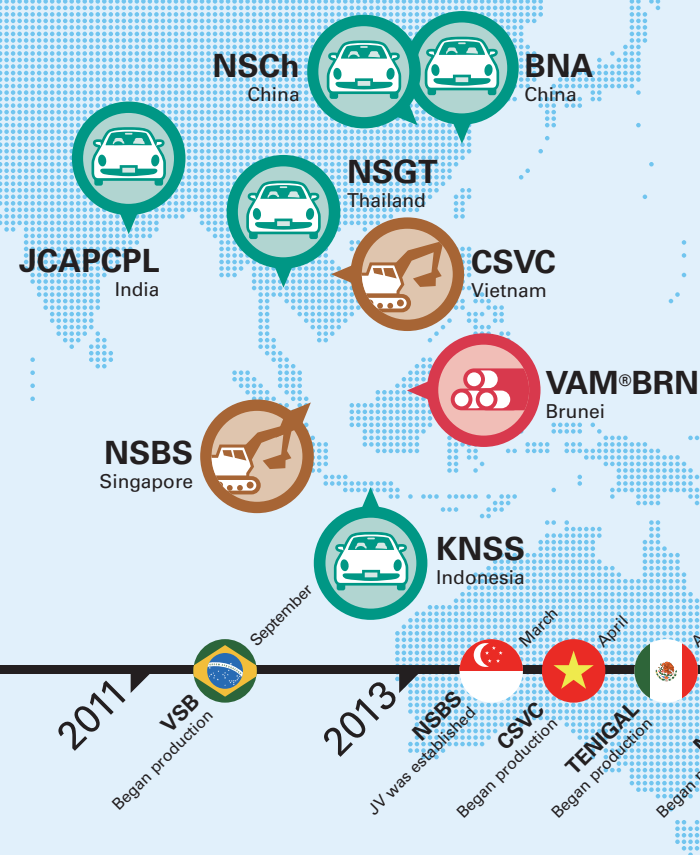 NSCh
China
BNA
China
NSGT
Thailand
JCAPCPL
India
CSVC
Vietnam
VAM®BRN
Brunei
NSBS
Singapore
KNSS
Indonesia
2011
September
VSB
Began production
2013
March
NSBS
JV was established
April
CSVC
Began production
TENIGAL
Began production